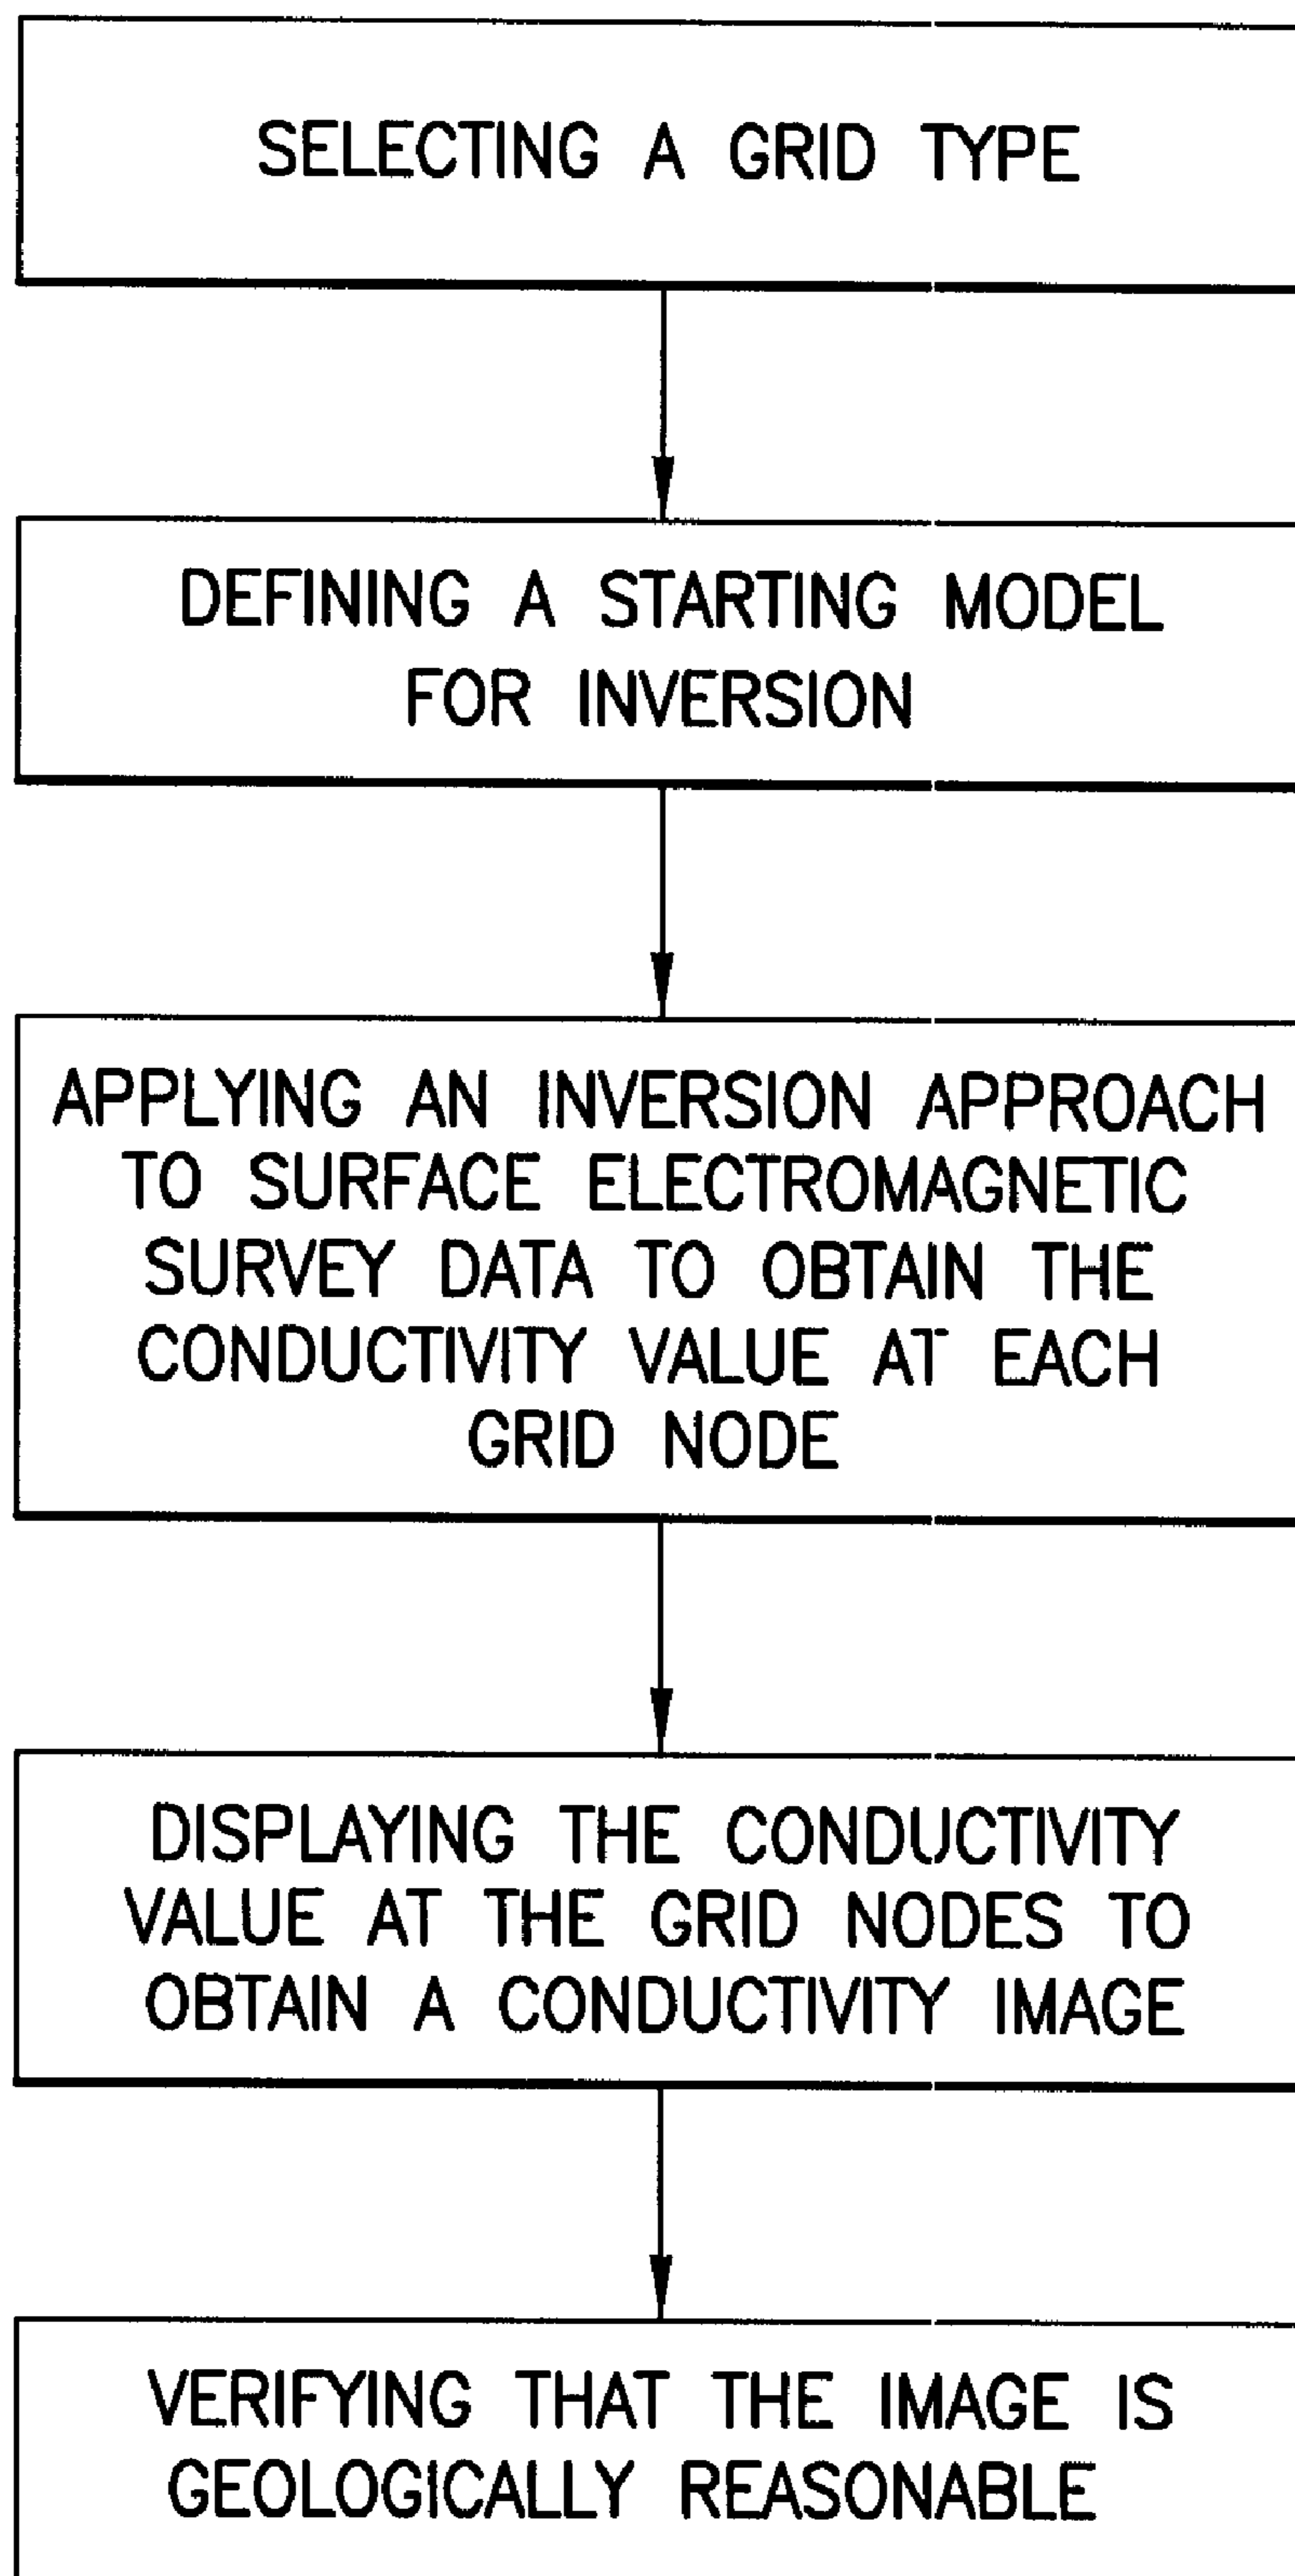 SELECTING A GRID TYPE
DEFINING A STARTING MODEL
FOR INVERSION
APPLYING AN INVERSION APPROACH
TO SURFACE ELECTROMAGNETIC
SURVEY DATA TO OBTAIN THE
CONDUCTIVITY VALUE AT EACH
GRID NODE
DISPLAYING THE CONDUCTIVITY
VALUE AT THE GRID NODES TO
OBTAIN A CONDUCTIVITY IMAGE
VERIFYING THAT THE IMAGE IS
GEOLOGICALLY REASONABLE